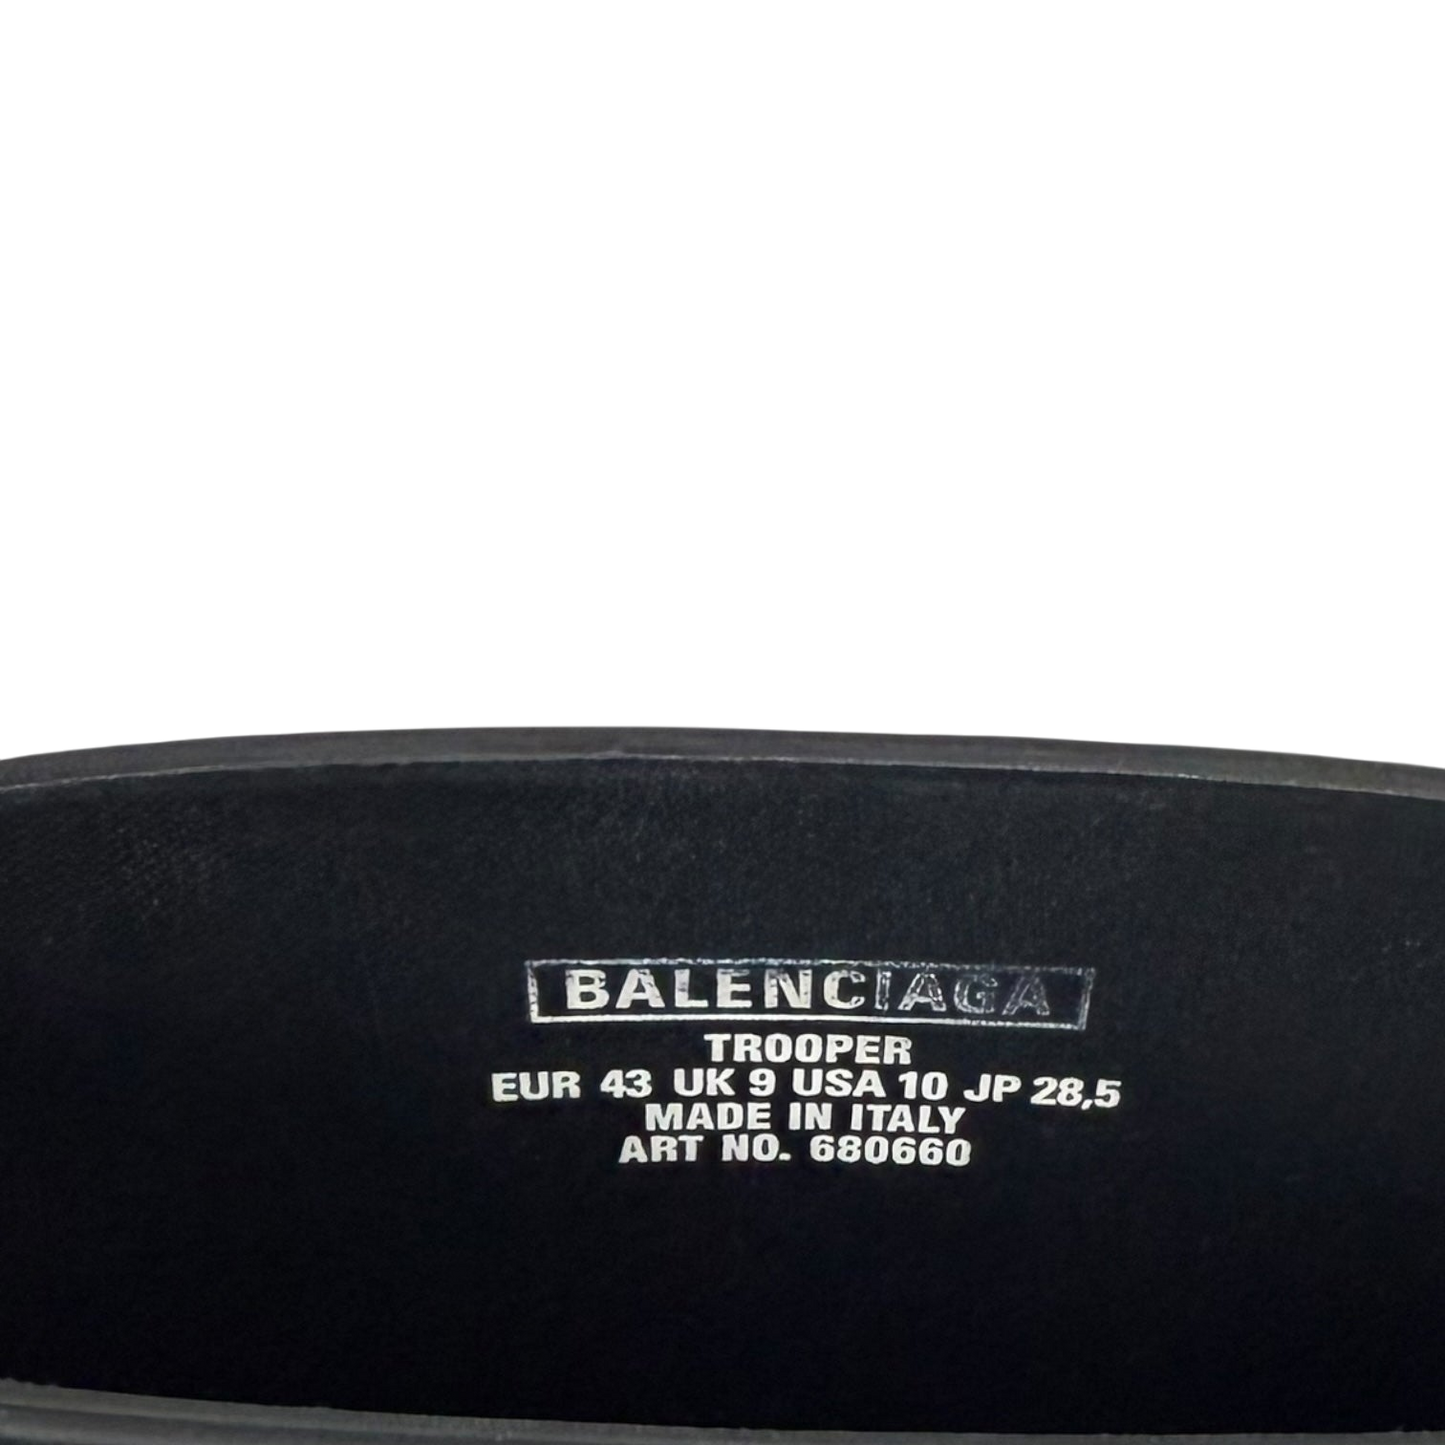 BALENCIAGA
TROOPER
EUR 43 UK 9 USA 10 JP 28,5
MADE IN ITALY
ART NO. 680660